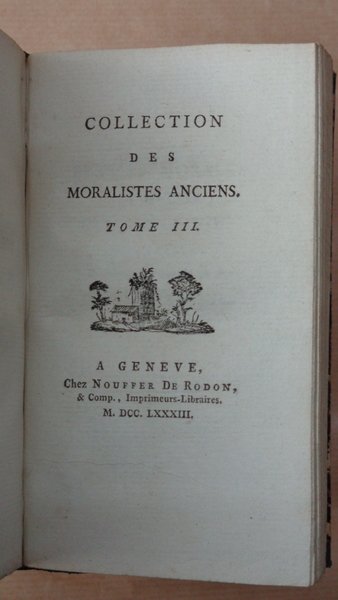 COLLECTION
DES
MORALISTES ANCIENS.
TOME III.
A GENEVE,
Chez NOUFFER DE RODON,
& Comp., Imprimeurs-Libraires.
M. DCC. LXXXIII.